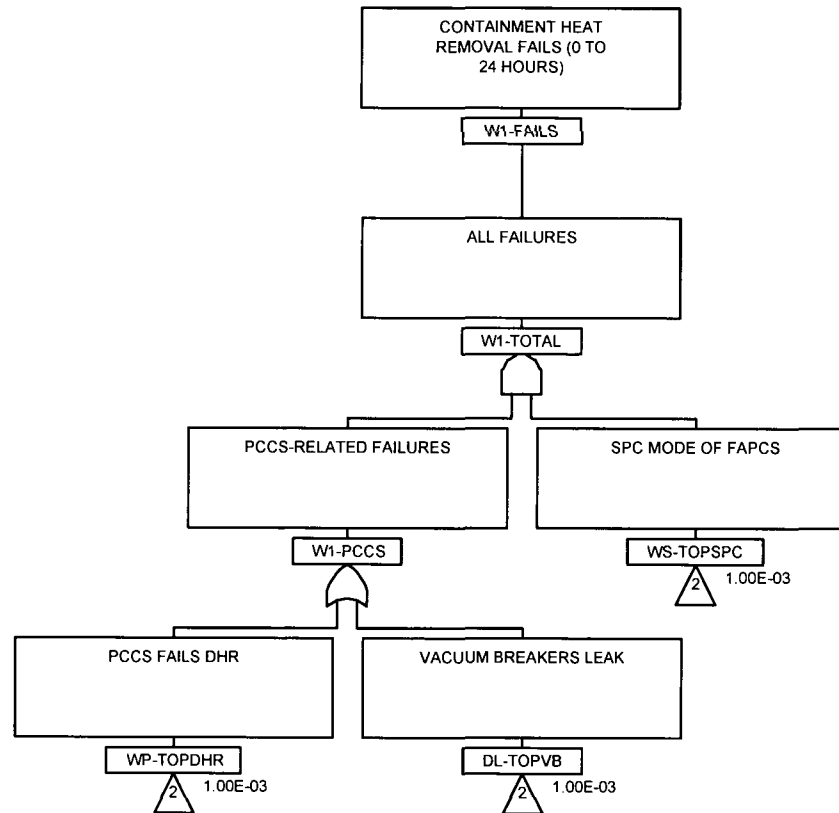 CONTAINMENT HEAT
REMOVAL FAILS (0 TO
24 HOURS)
W1-FAILS
ALL FAILURES
W1-TOTAL
PCCS-RELATED FAILURES
SPC MODE OF FAPCS
W1-PCCS
WS-TOPSPC
2
1.00E-03
PCCS FAILS DHR
VACUUM BREAKERS LEAK
WP-TOPDHR
DL-TOPVB
2
1.00E-03
2
1.00E-03